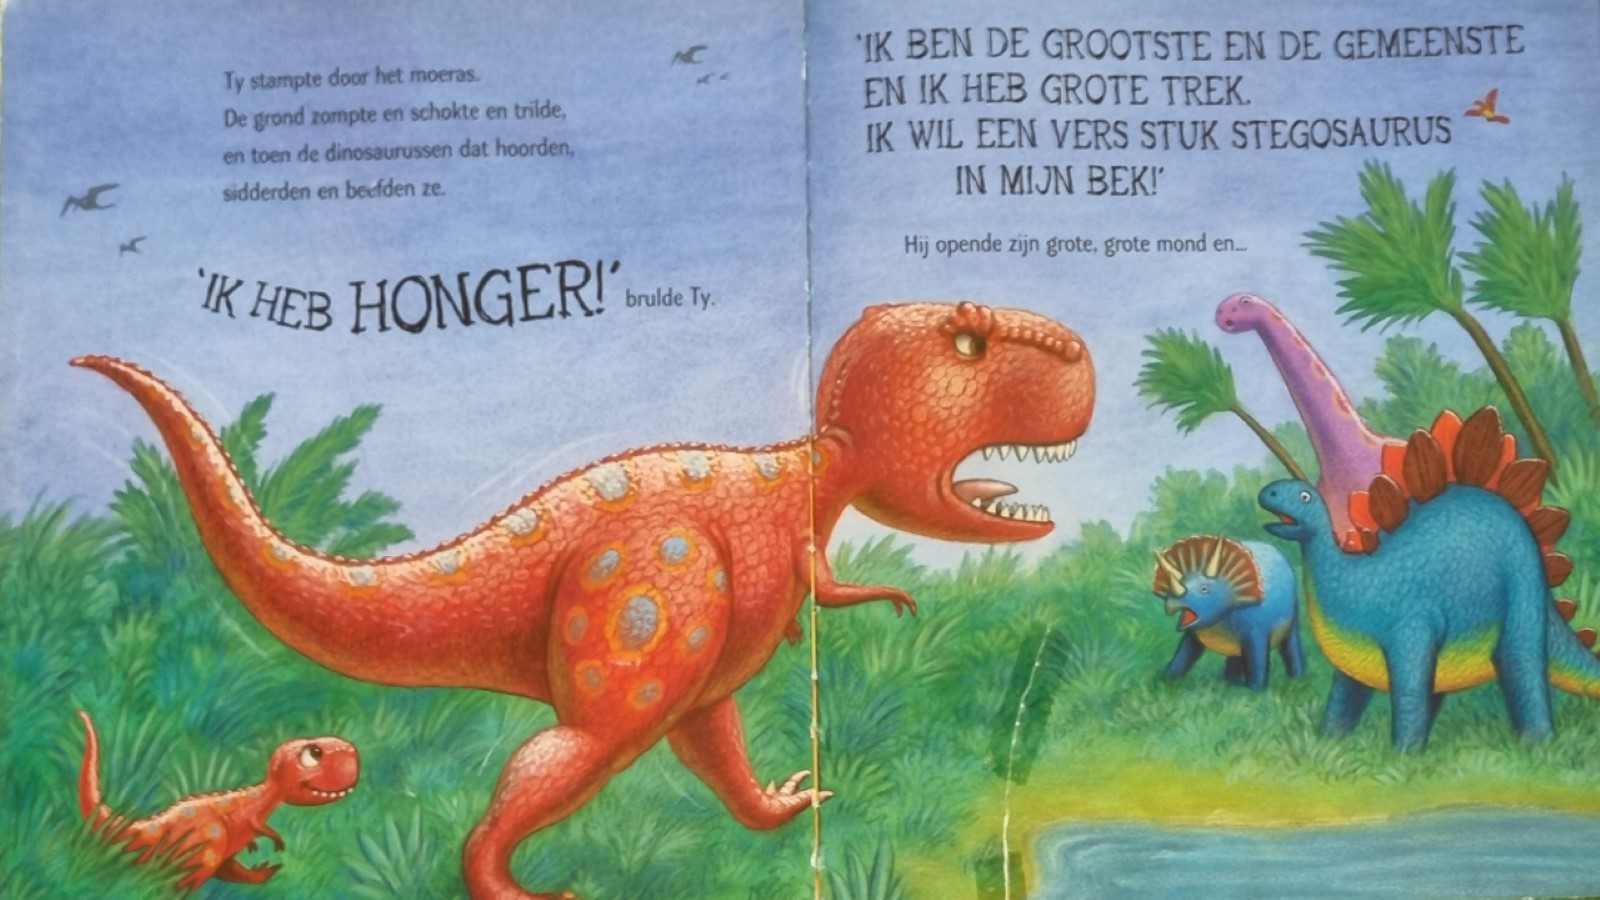 Ty stampte door het moeras.
De grond zompte en schokte en trilde,
en toen de dinosaurussen dat hoorden,
sidderden en beefden ze.
'IK HEB HONGER!' brulde Ty.
'IK BEN DE GROOTSTE EN DE GEMEENSTE
EN IK HEB GROTE TREK.
IK WIL EEN VERS STUK STEGOSAURUS
IN MIJN BEK!'
Hij opende zijn grote, grote mond en...